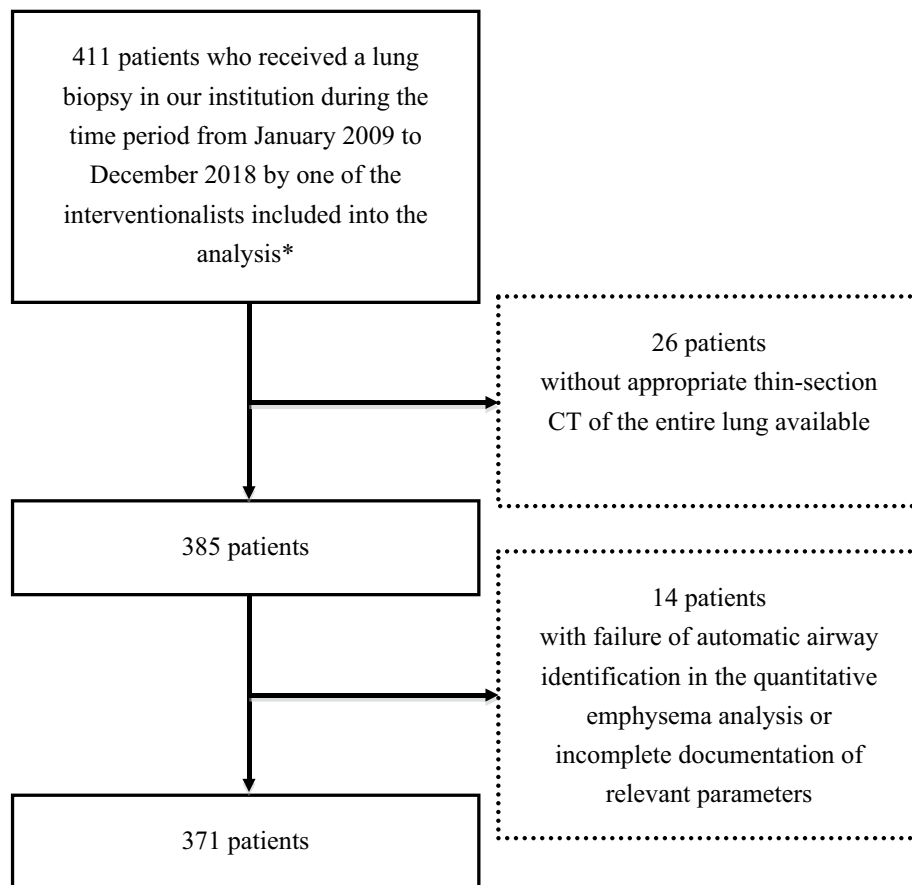 411 patients who received a lung
biopsy in our institution during the
time period from January 2009 to
December 2018 by one of the
interventionalists included into the
analysis*
26 patients
without appropriate thin-section
CT of the entire lung available
385 patients
14 patients
with failure of automatic airway
identification in the quantitative
emphysema analysis or
incomplete documentation of
relevant parameters
371 patients